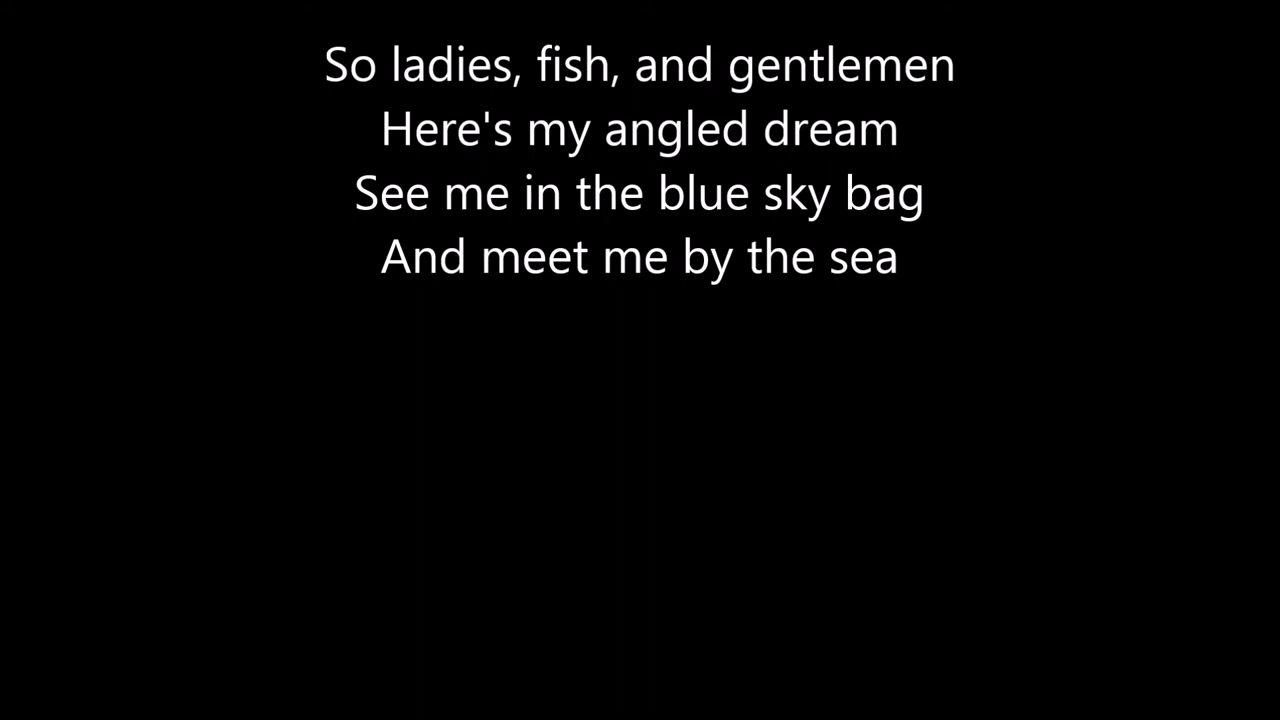 So ladies, fish, and gentlemen
Here's my angled dream
See me in the blue sky bag
And meet me by the sea